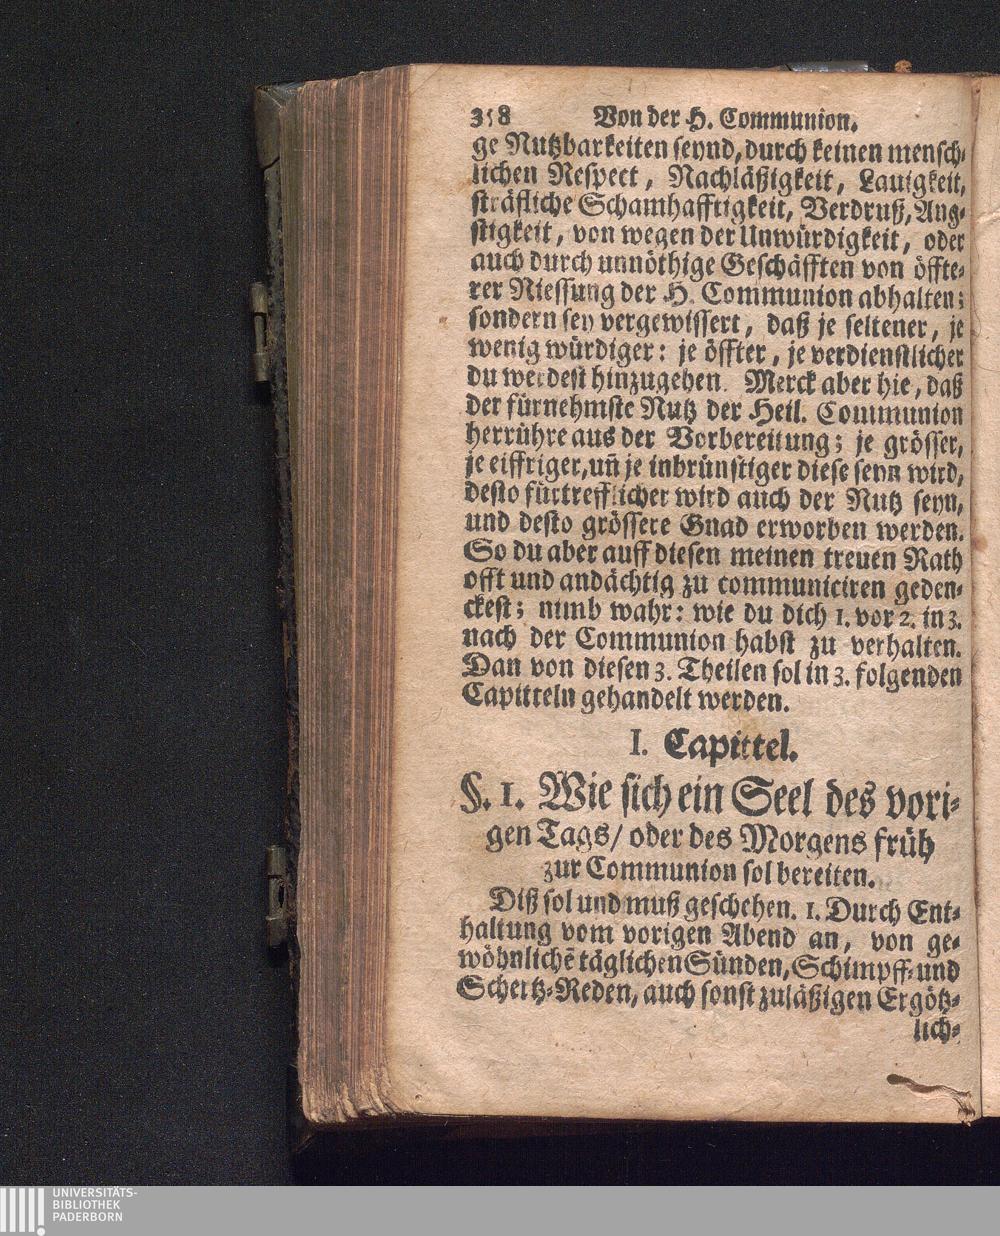 358 Von der H. Communion.
ge Nutzbarkeiten seynd, durch keinen mensch-
lichen Respect, Nachläßigkeit, Lauigkeit,
sträfliche Schamhafftigkeit, Verdruß, Ang-
stigkeit, von wegen der Unwürdigkeit, oder
auch durch unnöthige Geschäfften von öffte-
rer Niessung der H. Communion abhalten;
sondern sey vergewissert, daß je seltener, je
wenig würdiger: je öffter, je verdienstlicher
du werdest hinzugehen. Merck aber hie, daß
der fürnehmste Nutz der Heil. Communion
herrühre aus der Vorbereitung; je grösser,
je eiffriger, uñ je inbrünstiger diese seyn wird,
desto fürtrefflicher wird auch der Nutz seyn,
und desto grössere Gnad erworben werden.
So du aber auff diesen meinen treuen Rath
offt und andächtig zu communiciren geden-
ckest; nimb wahr: wie du dich 1. vor 2. in 3.
nach der Communion habst zu verhalten.
Dan von diesen 3. Theilen sol in 3. folgenden
Capitteln gehandelt werden.
I. Capittel.
§. 1. Wie sich ein Seel des vori-
gen Tags/ oder des Morgens früh
zur Communion sol bereiten.
Diß sol und muß geschehen. 1. Durch Ent-
haltung vom vorigen Abend an, von ge-
wöhnlichē täglichen Sünden, Schimpff- und
Schertz-Reden, auch sonst zuläßigen Ergötz-
lich-
UNIVERSITÄTS-
BIBLIOTHEK
PADERBORN